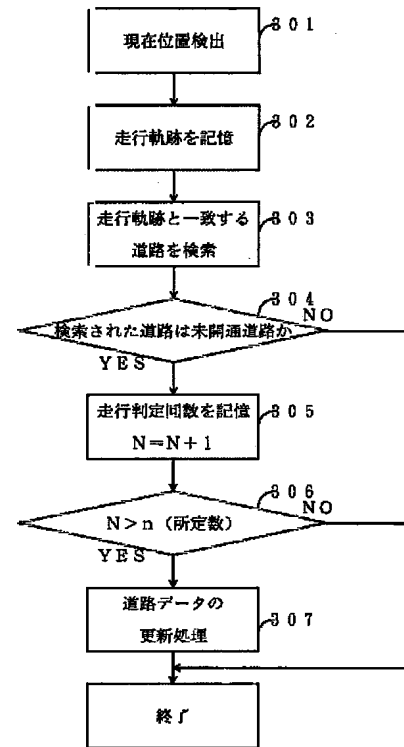 301
現在位置検出
302
走行軌跡を記憶
303
走行軌跡と一致する
道路を検索
304
検索された道路は未開通道路か
NO
YES
走行判定回数を記憶
N=N+1
305
306
N>n（所定数）
NO
YES
道路データの
更新処理
307
終了